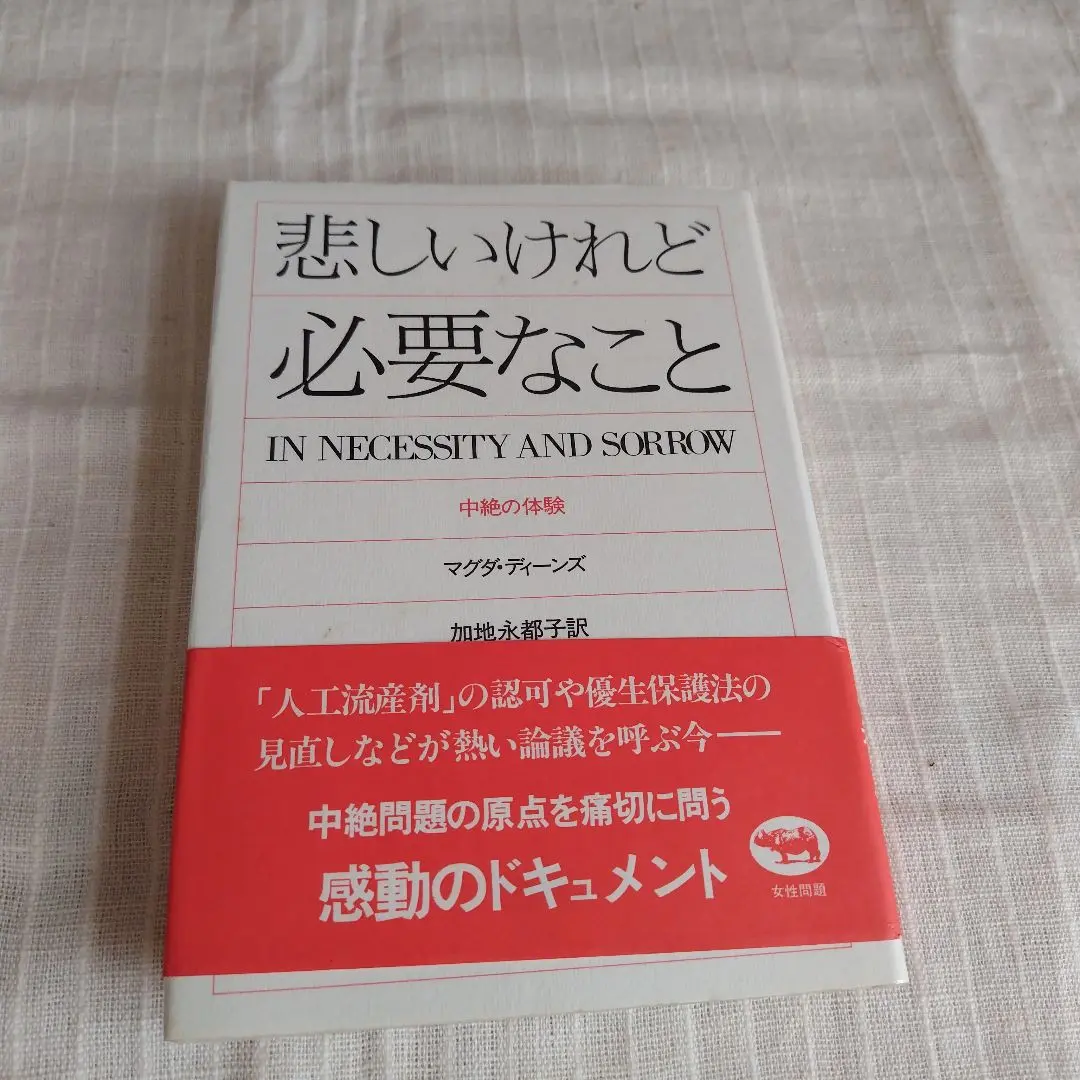 悲しいけれど
必要なこと
IN NECESSITY AND SORROW
中絶の体験
マグダ・ディーンズ
加地永都子訳
「人工流産剤」の認可や優生保護法の
見直しなどが熱い論議を呼ぶ今――
中絶問題の原点を痛切に問う
感動のドキュメント
女性問題